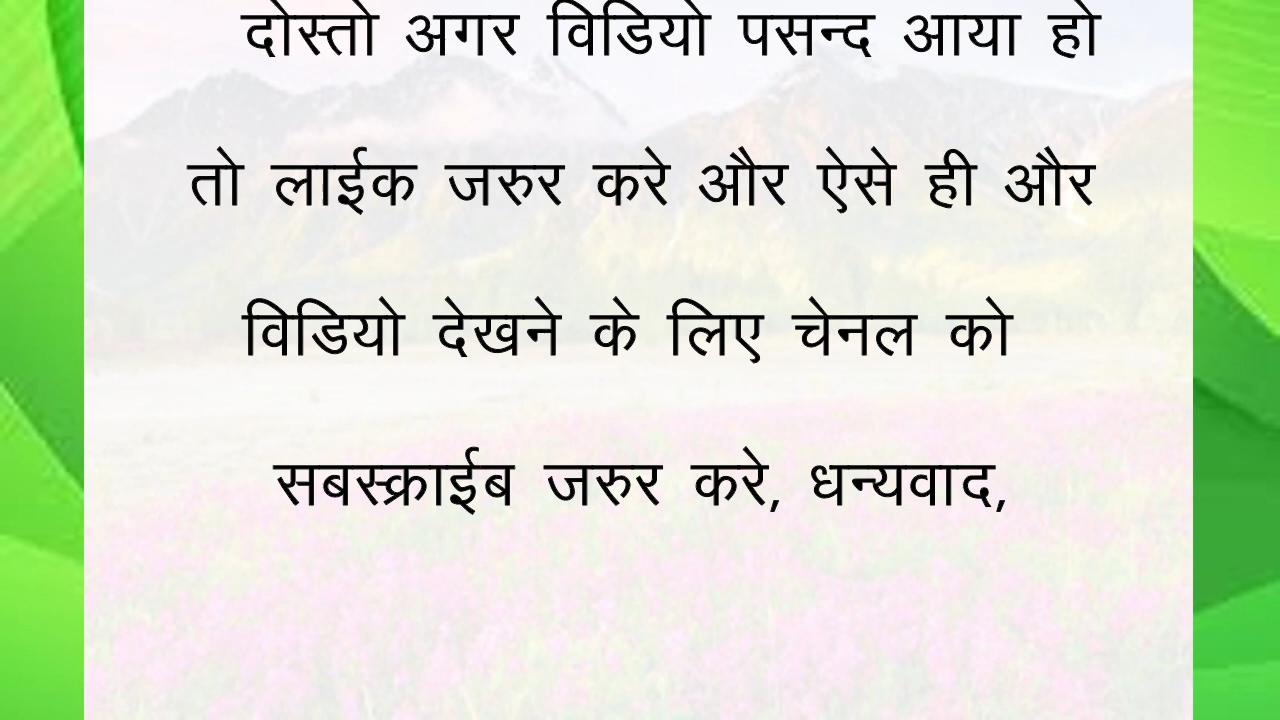 दोस्तो अगर विडियो पसन्द आया हो
तो लाईक जरुर करे और ऐसे ही और
विडियो देखने के लिए चेनल को
सबस्क्राईब जरुर करे, धन्यवाद,